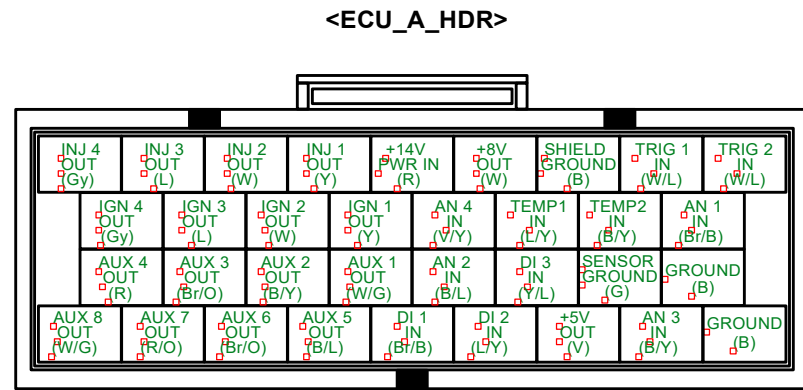 <ECU_A_HDR>
INJ 4 INJ 3 INJ 2 INJ 1 +14V +8V SHIELD TRIG 1 TRIG 2
OUT OUT OUT OUT PWR IN OUT GROUND IN IN
(Gy) (L) (W) (Y) (R) (W) (B) (W/L) (W/L)
IGN 4 IGN 3 IGN 2 IGN 1 AN 4 TEMP1 TEMP2 AN 1
OUT OUT OUT OUT IN IN IN IN
(Gy) (L) (W) (Y) (V/Y) (L/Y) (B/Y) (Br/B)
AUX 4 AUX 3 AUX 2 AUX 1 AN 2 DI 3 SENSOR GROUND
OUT OUT OUT OUT IN IN GROUND (B)
(R) (Br/O) (B/Y) (W/G) (B/L) (Y/L) (G)
AUX 8 AUX 7 AUX 6 AUX 5 DI 1 DI 2 +5V AN 3 GROUND
OUT OUT OUT OUT IN IN OUT IN (B)
(W/G) (R/O) (Br/O) (B/L) (Br/B) (L/Y) (V) (B/Y)